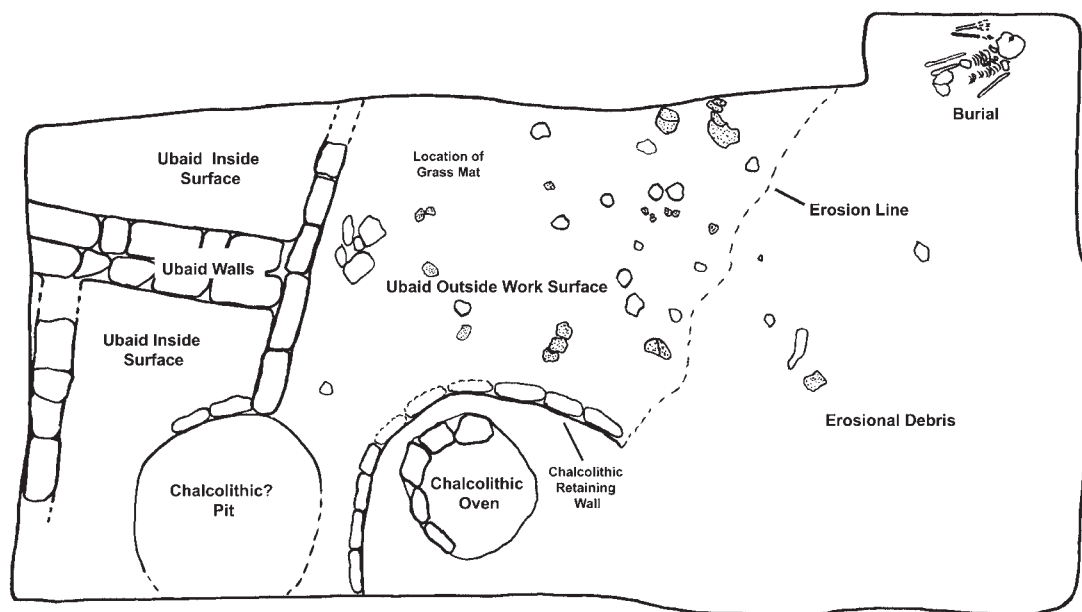 Ubaid Inside
Surface
Location of
Grass Mat
Burial
Erosion Line
Ubaid Walls
Ubaid Outside Work Surface
Ubaid Inside
Surface
Erosional Debris
Chalcolithic?
Pit
Chalcolithic
Oven
Chalcolithic
Retaining
Wall